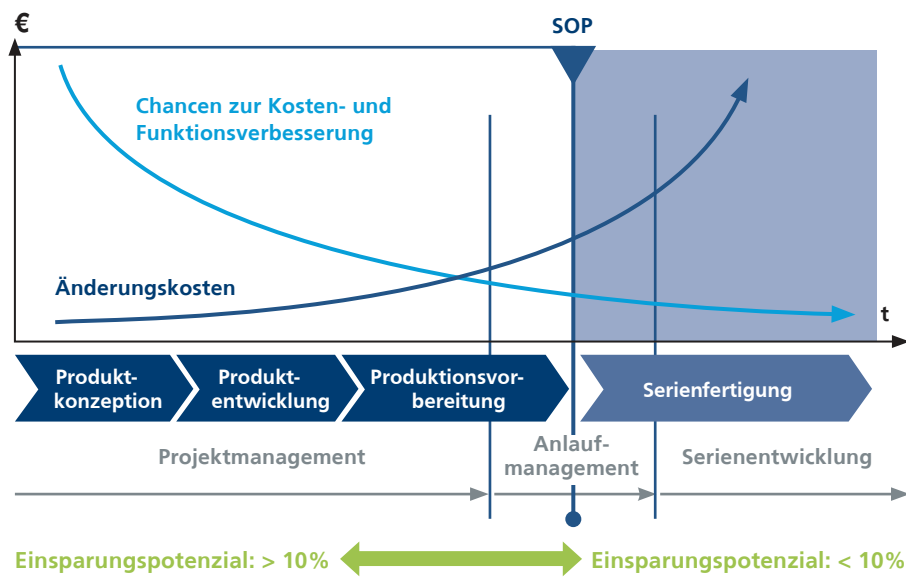 €
SOP
Chancen zur Kosten- und
Funktionsverbesserung
Änderungskosten
t
Produkt-
konzeption
Produkt-
entwicklung
Produktionsvor-
bereitung
Serienfertigung
Projektmanagement
Anlauf-
management
Serienentwicklung
Einsparungspotenzial: > 10%
Einsparungspotenzial: < 10%